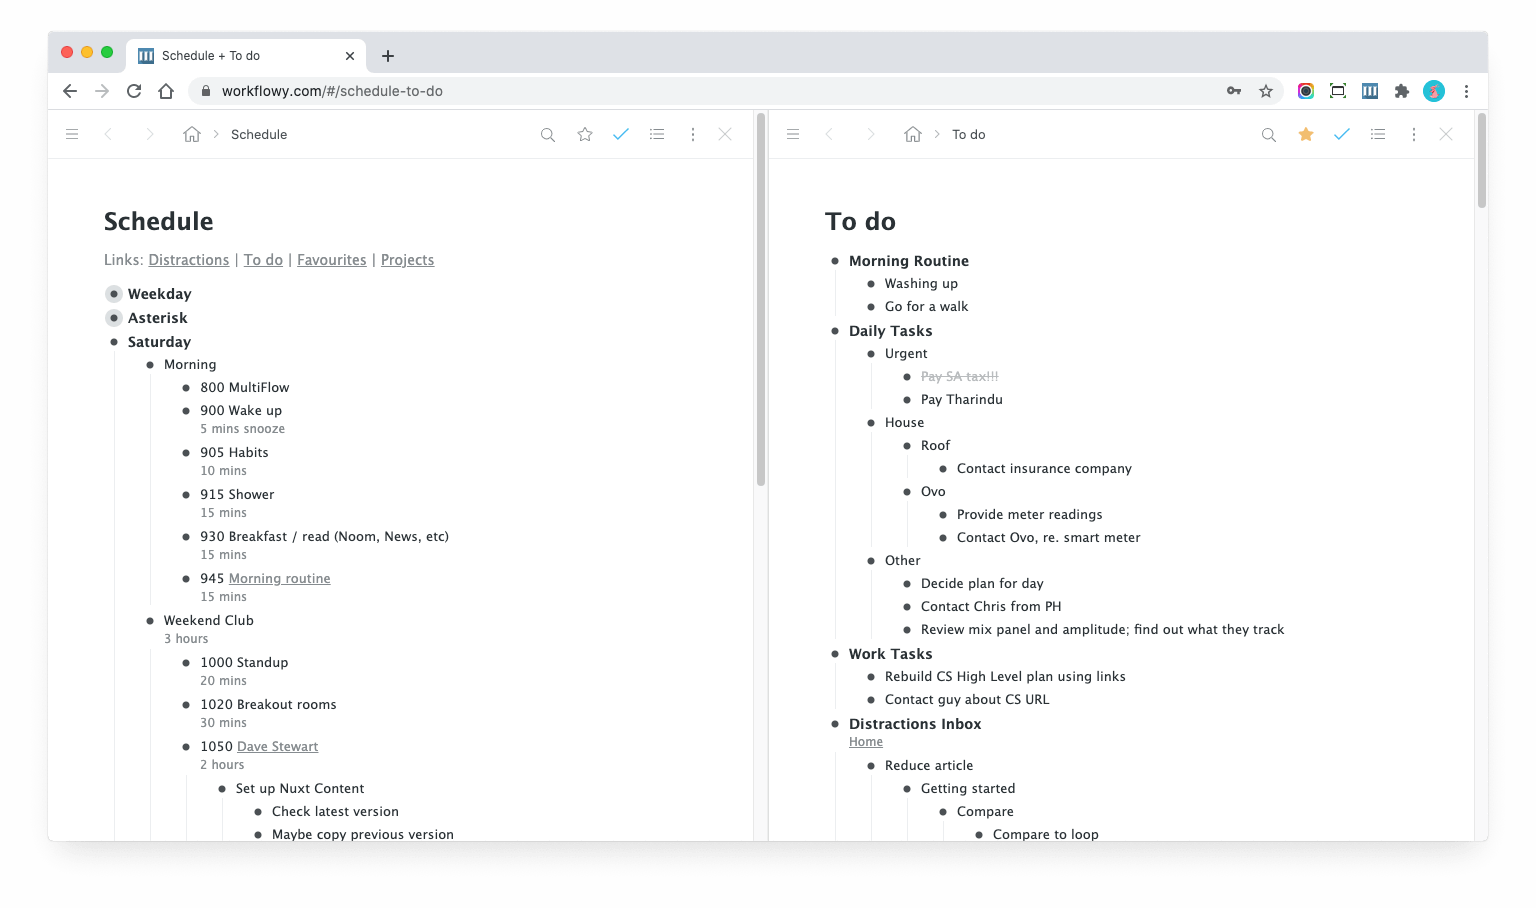 Schedule + To do
workflowy.com/#/schedule-to-do
Schedule
Schedule
Links: Distractions | To do | Favourites | Projects
Weekday
Asterisk
Saturday
Morning
800 MultiFlow
900 Wake up
5 mins snooze
905 Habits
10 mins
915 Shower
15 mins
930 Breakfast / read (Noom, News, etc)
15 mins
945 Morning routine
15 mins
Weekend Club
3 hours
1000 Standup
20 mins
1020 Breakout rooms
30 mins
1050 Dave Stewart
2 hours
Set up Nuxt Content
Check latest version
Maybe copy previous version
To do
To do
Morning Routine
Washing up
Go for a walk
Daily Tasks
Urgent
Pay SA tax!!!
Pay Tharindu
House
Roof
Contact insurance company
Ovo
Provide meter readings
Contact Ovo, re. smart meter
Other
Decide plan for day
Contact Chris from PH
Review mix panel and amplitude; find out what they track
Work Tasks
Rebuild CS High Level plan using links
Contact guy about CS URL
Distractions Inbox
Home
Reduce article
Getting started
Compare
Compare to loop